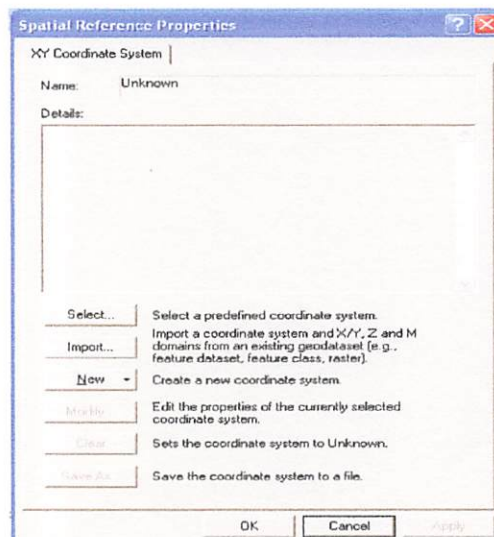 Spatial Reference Properties
XY Coordinate System
Name: Unknown
Details:
Select... Select a predefined coordinate system.
Import... Import a coordinate system and X/Y, Z and M
domains from an existing geodataset (e.g.,
feature dataset, feature class, raster).
New Create a new coordinate system.
Modify... Edit the properties of the currently selected
coordinate system.
Clear Sets the coordinate system to Unknown.
Save As... Save the coordinate system to a file.
OK Cancel Apply